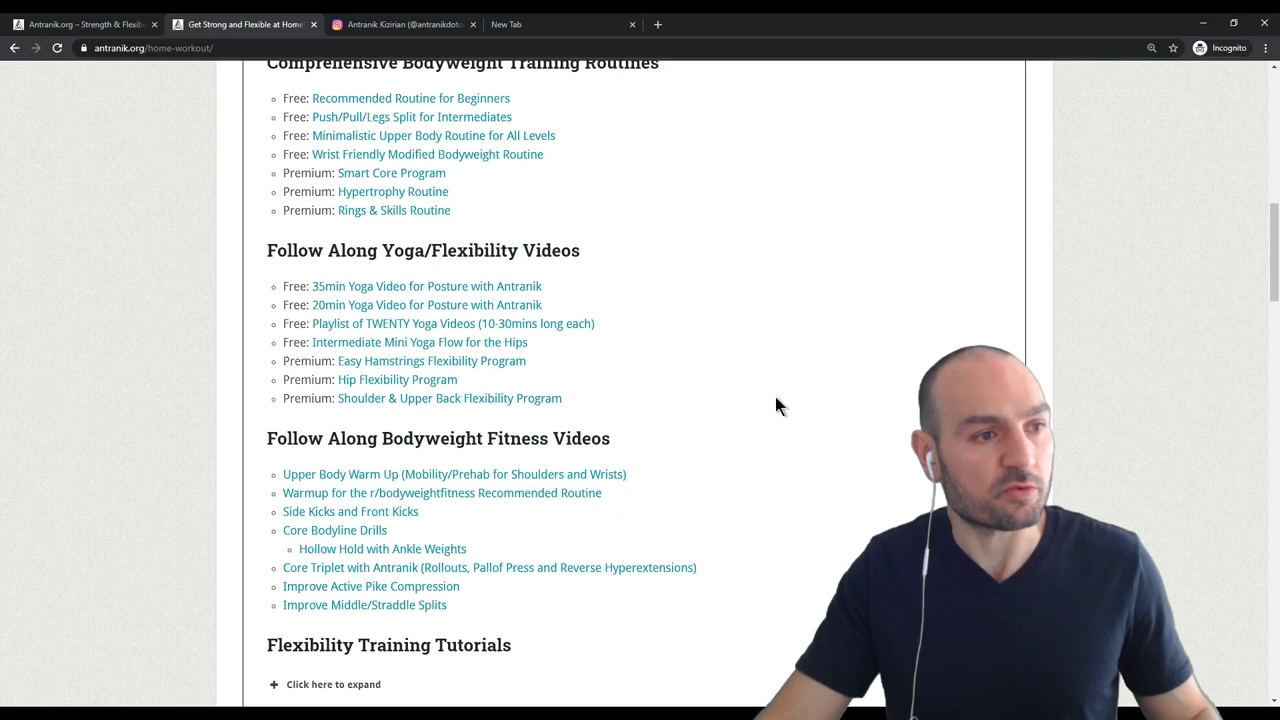 Antranik.org – Strength & Flexibi
Get Strong and Flexible at Home
Antranik Kizirian (@antranikdoto
New Tab
antranik.org/home-workout/
Incognito
Comprehensive Bodyweight Training Routines
Free: Recommended Routine for Beginners
Free: Push/Pull/Legs Split for Intermediates
Free: Minimalistic Upper Body Routine for All Levels
Free: Wrist Friendly Modified Bodyweight Routine
Premium: Smart Core Program
Premium: Hypertrophy Routine
Premium: Rings & Skills Routine
Follow Along Yoga/Flexibility Videos
Free: 35min Yoga Video for Posture with Antranik
Free: 20min Yoga Video for Posture with Antranik
Free: Playlist of TWENTY Yoga Videos (10-30mins long each)
Free: Intermediate Mini Yoga Flow for the Hips
Premium: Easy Hamstrings Flexibility Program
Premium: Hip Flexibility Program
Premium: Shoulder & Upper Back Flexibility Program
Follow Along Bodyweight Fitness Videos
Upper Body Warm Up (Mobility/Prehab for Shoulders and Wrists)
Warmup for the r/bodyweightfitness Recommended Routine
Side Kicks and Front Kicks
Core Bodyline Drills
Hollow Hold with Ankle Weights
Core Triplet with Antranik (Rollouts, Pallof Press and Reverse Hyperextensions)
Improve Active Pike Compression
Improve Middle/Straddle Splits
Flexibility Training Tutorials
Click here to expand